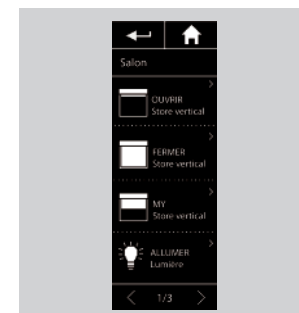 Salon
OUVRIR
Store vertical
FERMER
Store vertical
MY
Store vertical
ALLUMER
Lumière
1/3